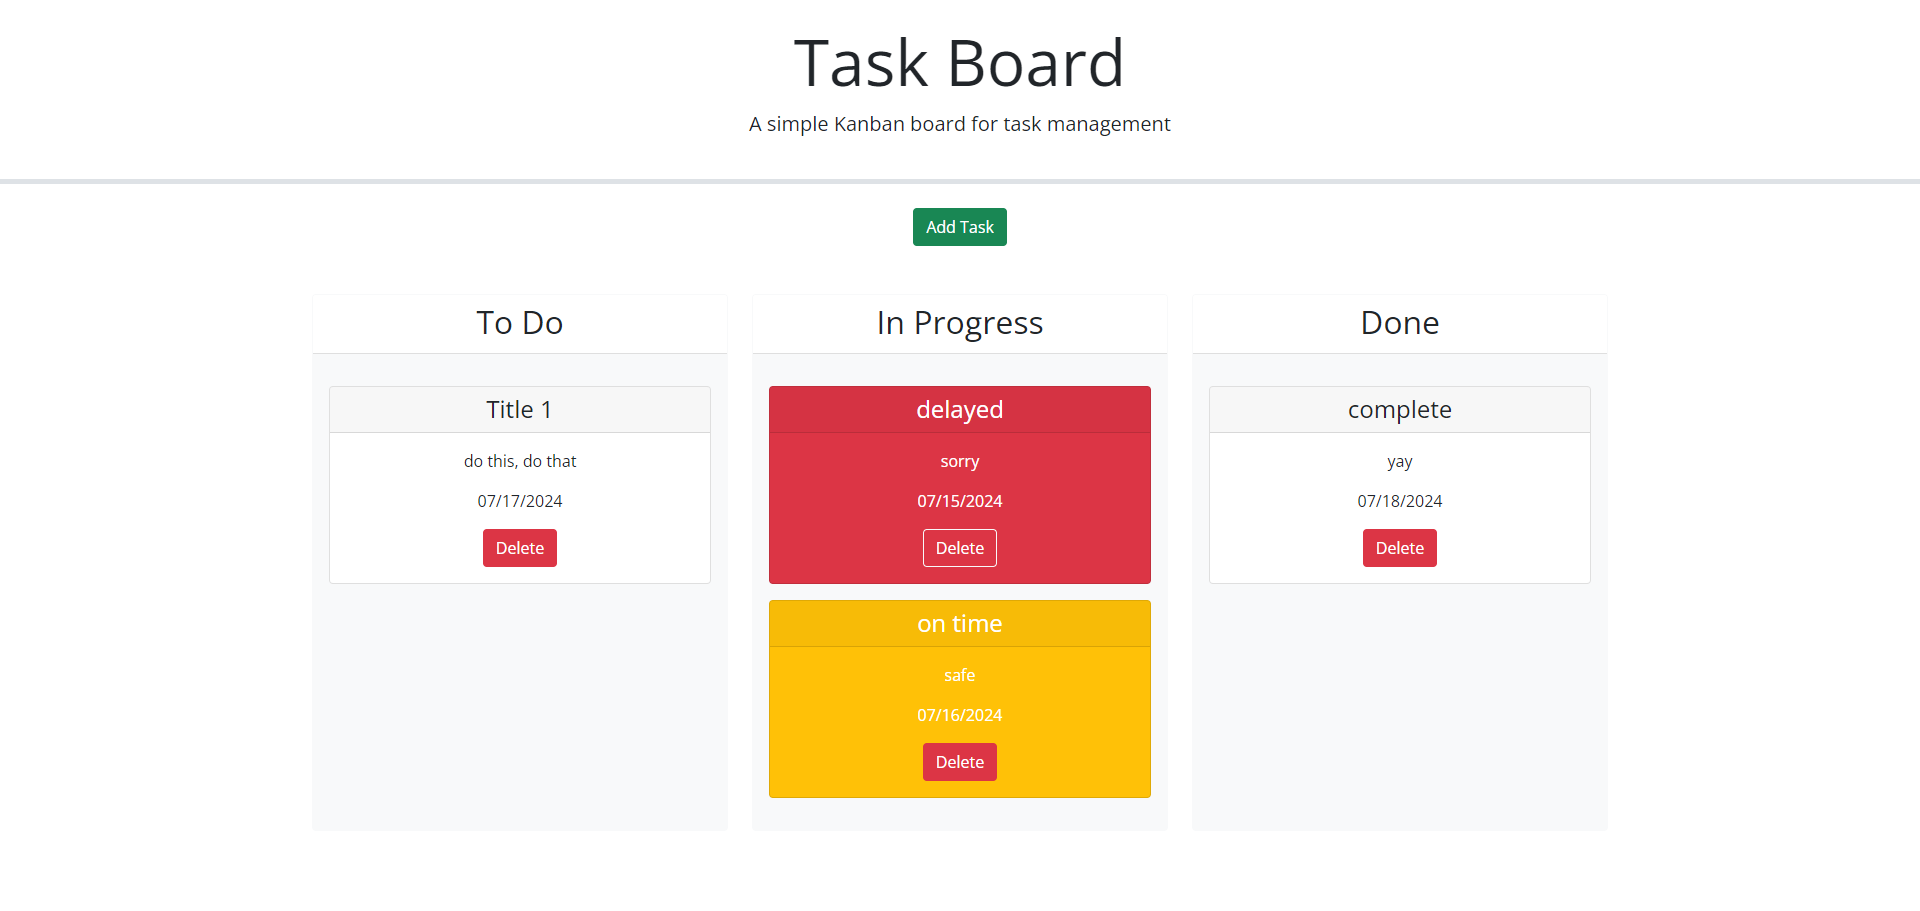 Task Board
A simple Kanban board for task management
Add Task
To Do
Title 1
do this, do that
07/17/2024
Delete
In Progress
delayed
sorry
07/15/2024
Delete
on time
safe
07/16/2024
Delete
Done
complete
yay
07/18/2024
Delete